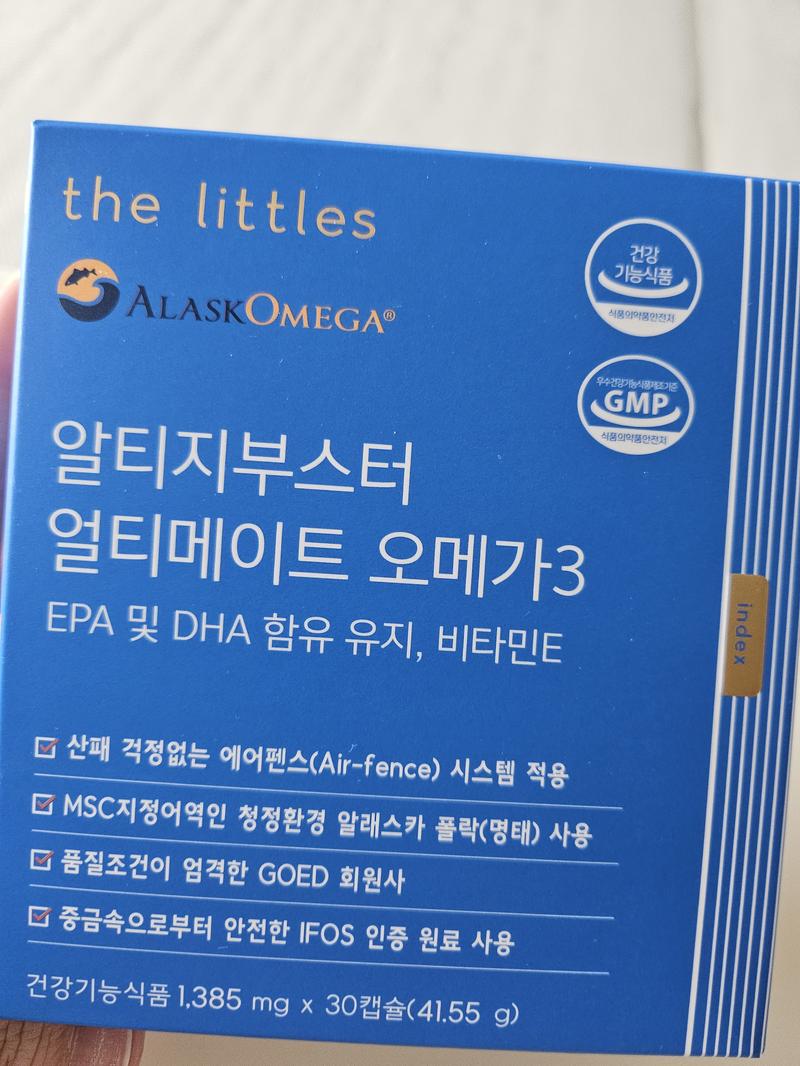 the littles
ALASKOMEGA®
건강
기능식품
식품의약품안전처
우수건강기능식품제조기준
GMP
식품의약품안전처
알티지부스터
얼티메이트 오메가3
EPA 및 DHA 함유 유지, 비타민E
index
산패 걱정없는 에어펜스(Air-fence) 시스템 적용
MSC지정어역인 청정환경 알래스카 폴락(명태) 사용
품질조건이 엄격한 GOED 회원사
중금속으로부터 안전한 IFOS 인증 원료 사용
건강기능식품 1,385 mg x 30캡슐(41.55 g)